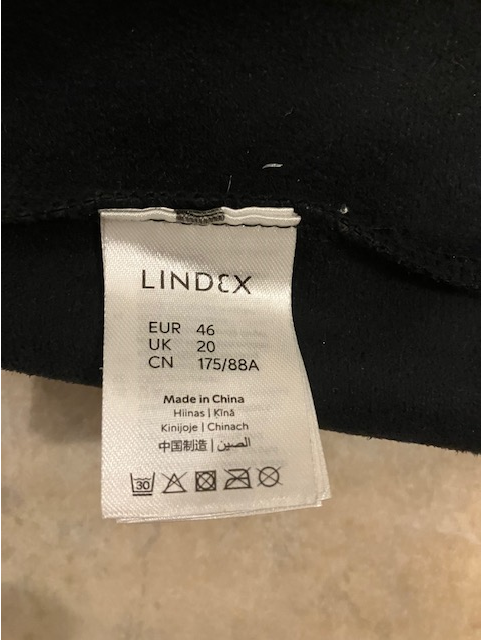 LINDEX
EUR 46
UK 20
CN 175/88A
Made in China
Hiinas | Ķīnā
Kinijoje | Chinach
中国制造 | الصين
30